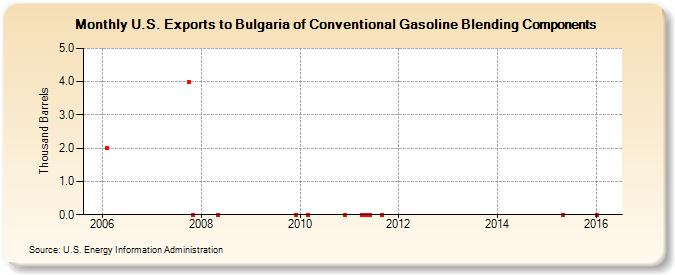 Monthly U.S. Exports to Bulgaria of Conventional Gasoline Blending Components
Thousand Barrels
5.0
4.0
3.0
2.0
1.0
0.0
2006 2008 2010 2012 2014 2016
Source: U.S. Energy Information Administration